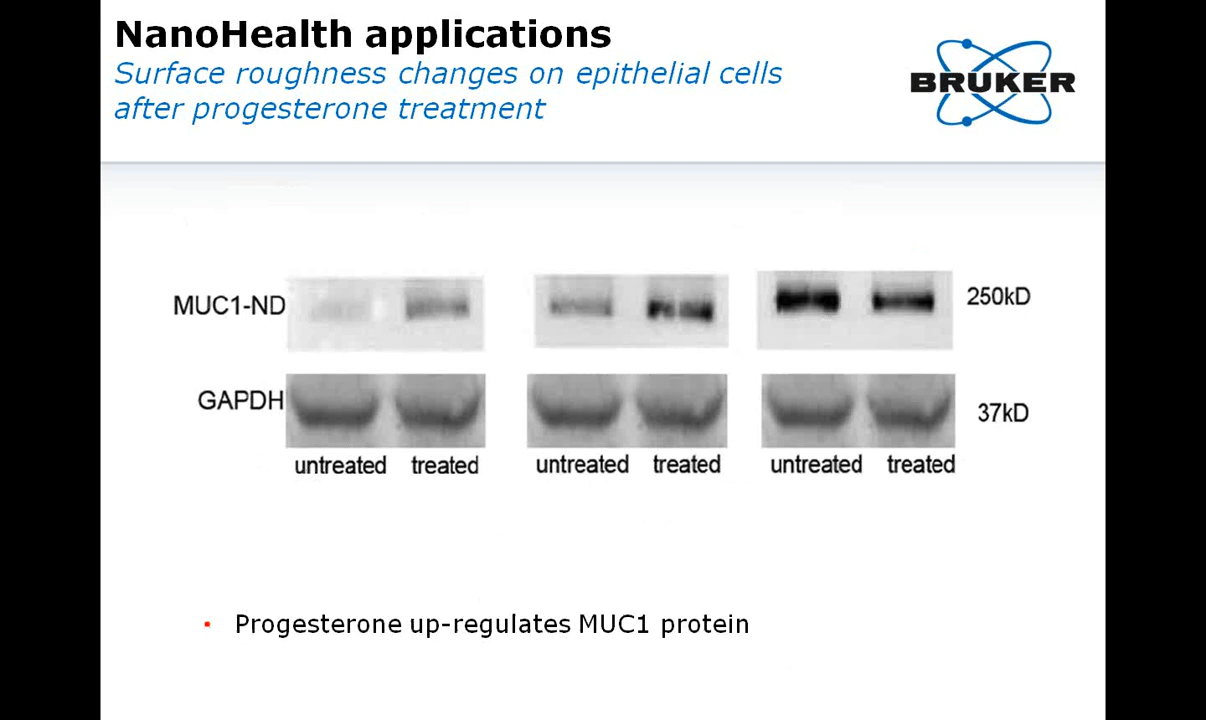 NanoHealth applications
Surface roughness changes on epithelial cells
after progesterone treatment
BRUKER
MUC1-ND
250kD
GAPDH
37kD
untreated treated untreated treated untreated treated
• Progesterone up-regulates MUC1 protein